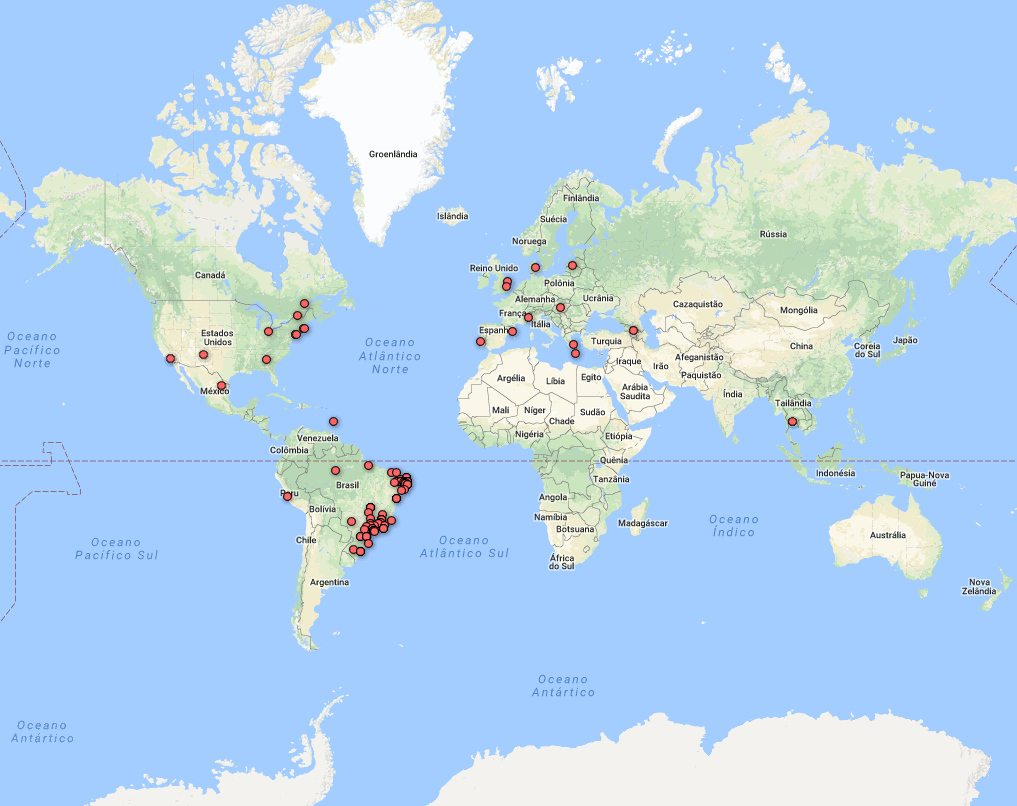 Groenlândia
Islândia
Finlândia
Suécia
Noruega
Rússia
Canadá
Reino Unido
Polônia
Alemanha
Ucrânia
França
Cazaquistão
Mongólia
Oceano
Pacífico
Norte
Estados
Unidos
Oceano
Atlântico
Norte
Espanh
Itália
Turquia
China
Coreia
do Sul
Japão
Afeganistão
Iraque
Irão
Paquistão
Argélia
Líbia
Egito
Arábia
Saudita
Índia
México
Mali
Níger
Chade
Sudão
Tailândia
Nigéria
Etiópia
Venezuela
Colômbia
Quênia
Tanzânia
Indonésia
Papua-Nova
Guiné
Brasil
Peru
Bolívia
Angola
Namíbia
Botsuana
Madagáscar
Oceano
Índico
Oceano
Pacífico Sul
Chile
Oceano
Atlântico Sul
África
do Sul
Austrália
Argentina
Nova
Zelândia
Oceano
Antártico
Oceano
Antártico